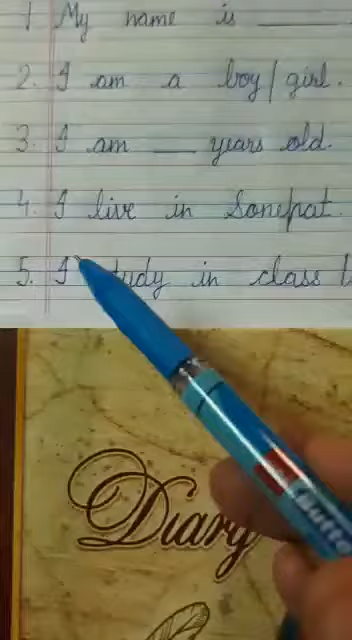 1. My name is ______
2. I am a boy/girl.
3. I am ___ years old.
4. I live in Sonepat.
5. I study in class
Diary